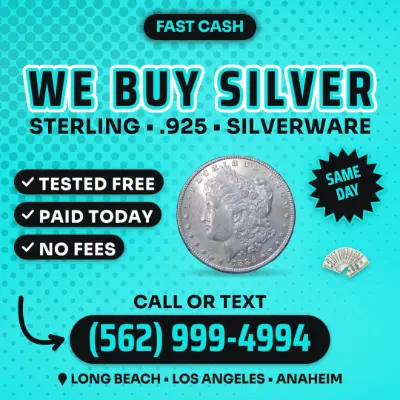 FAST CASH
WE BUY SILVER
STERLING • .925 • SILVERWARE
TESTED FREE
PAID TODAY
NO FEES
SAME
DAY
CALL OR TEXT
(562) 999-4994
LONG BEACH • LOS ANGELES • ANAHEIM